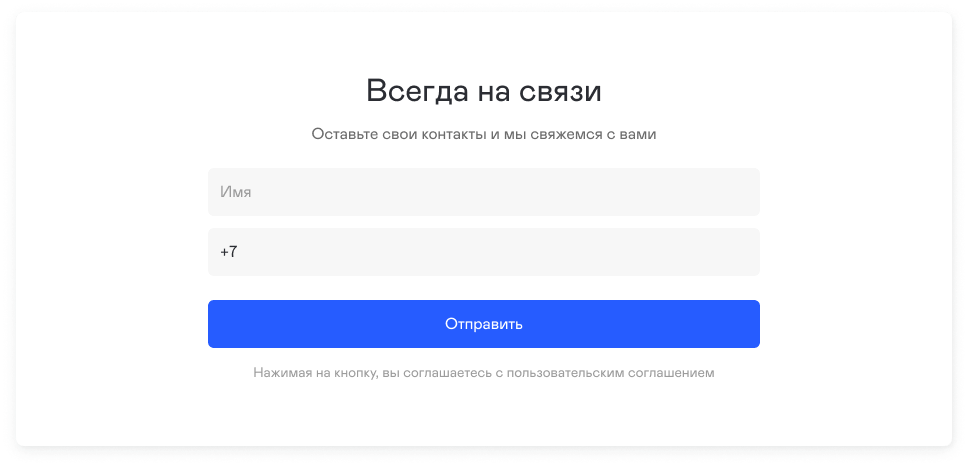 Всегда на связи
Оставьте свои контакты и мы свяжемся с вами
Имя
+7
Отправить
Нажимая на кнопку, вы соглашаетесь с пользовательским соглашением